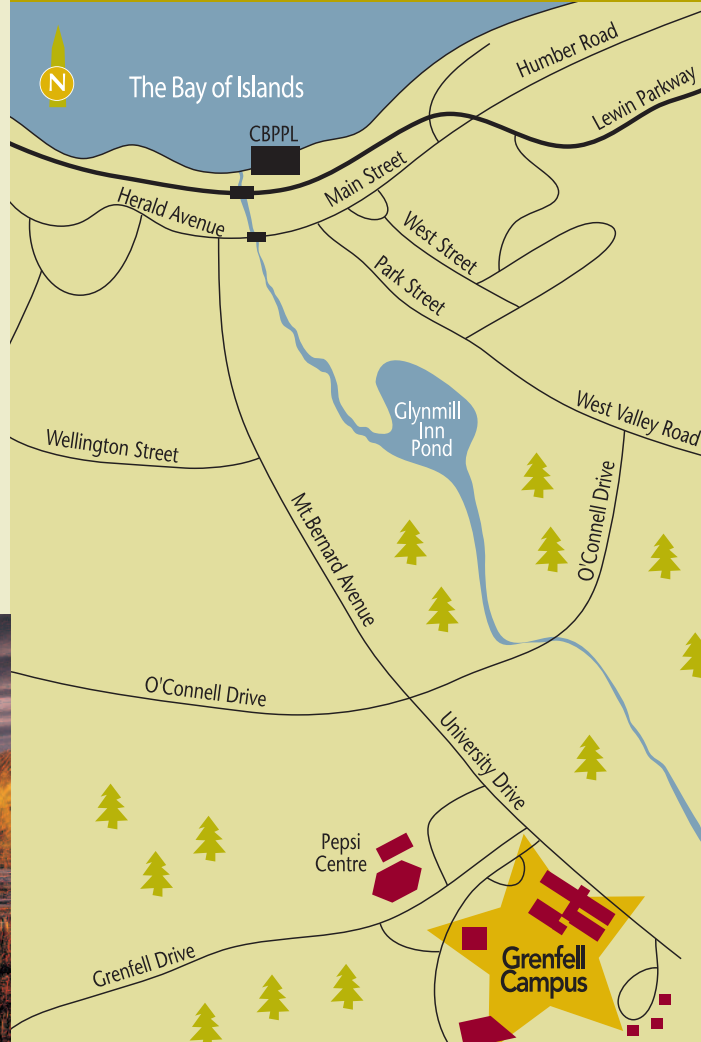 N
The Bay of Islands
Humber Road
Lewin Parkway
CBPPL
Main Street
Herald Avenue
West Street
Park Street
Glynmill
Inn
Pond
West Valley Road
Wellington Street
O'Connell Drive
Mt.Bernard Avenue
O'Connell Drive
University Drive
Pepsi
Centre
Grenfell Drive
Grenfell
Campus